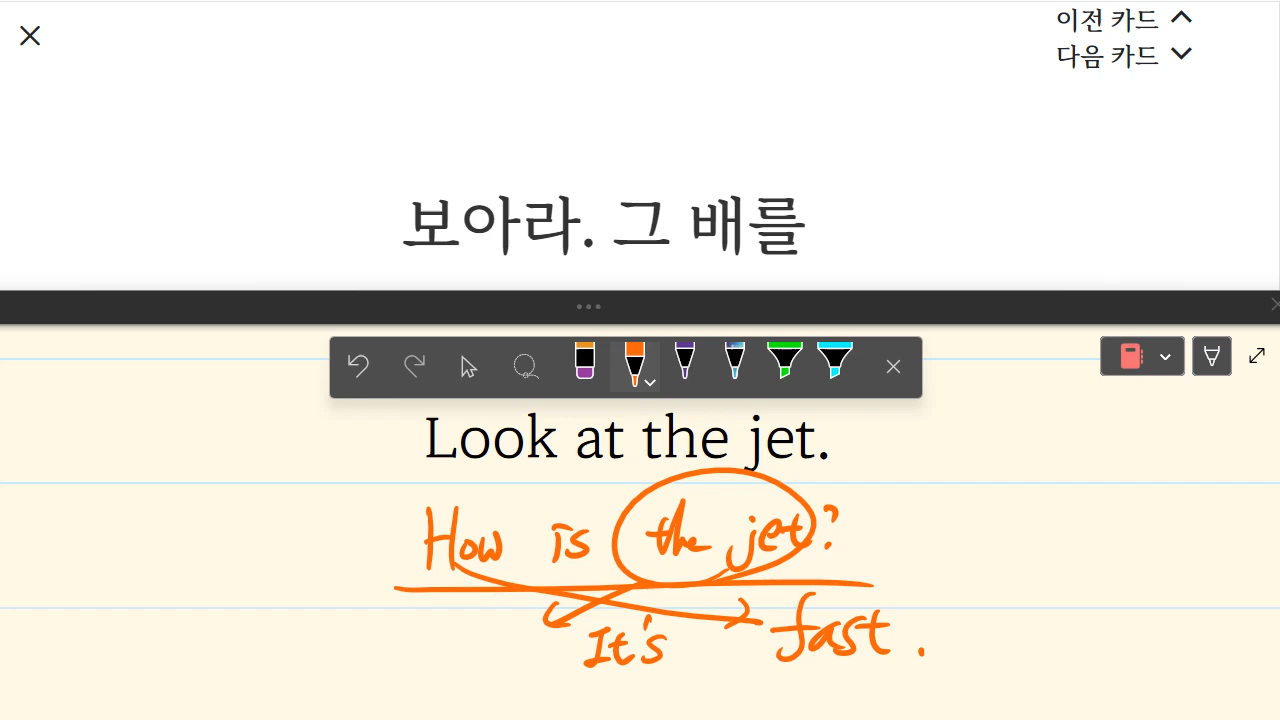 이전 카드
다음 카드
보아라. 그 배를
Look at the jet.
How is the jet?
It's fast.